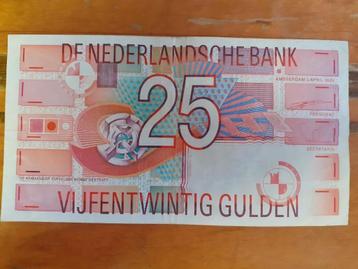 DE NEDERLANDSCHE BANK
25
AMSTERDAM 5 APRIL 1989
PRESIDENT
SECRETARIS
VIJFENTWINTIG GULDEN